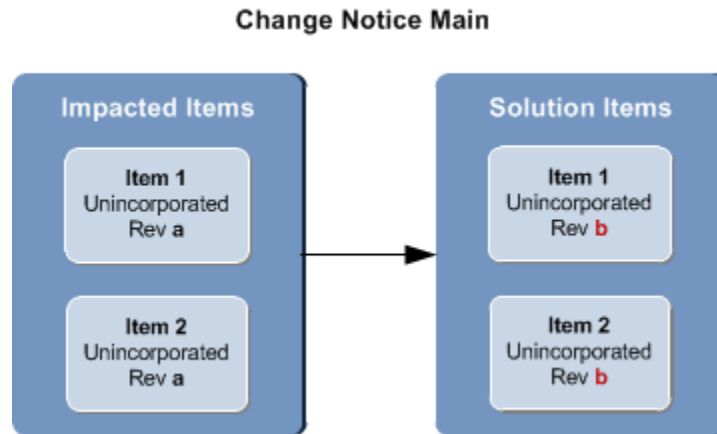 Change Notice Main
Impacted Items
Item 1
Unincorporated
Rev a
Item 2
Unincorporated
Rev a
Solution Items
Item 1
Unincorporated
Rev b
Item 2
Unincorporated
Rev b